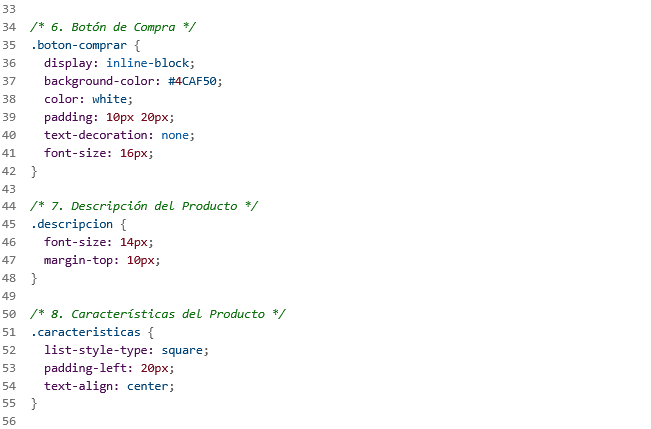 33
34 /* 6. Botón de Compra */
35 .boton-comprar {
36   display: inline-block;
37   background-color: #4CAF50;
38   color: white;
39   padding: 10px 20px;
40   text-decoration: none;
41   font-size: 16px;
42 }
43
44 /* 7. Descripción del Producto */
45 .descripcion {
46   font-size: 14px;
47   margin-top: 10px;
48 }
49
50 /* 8. Características del Producto */
51 .caracteristicas {
52   list-style-type: square;
53   padding-left: 20px;
54   text-align: center;
55 }
56